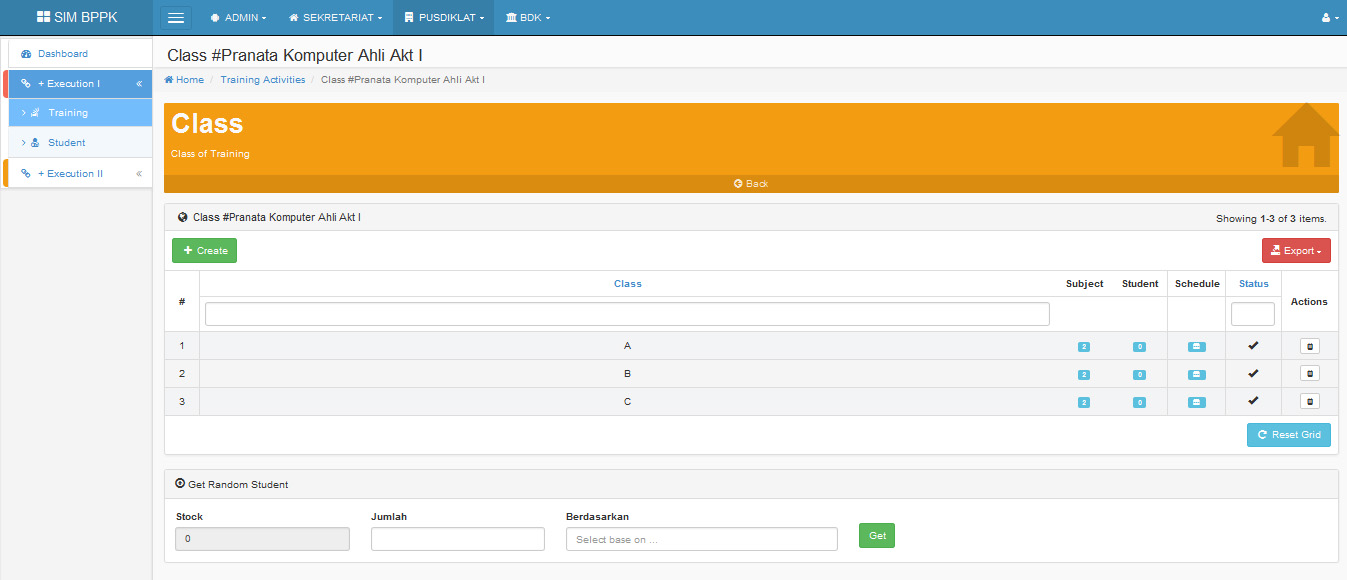 SIM BPPK
ADMIN
SEKRETARIAT
PUSDIKLAT
BDK
Dashboard
+ Execution I
Training
Student
+ Execution II
Class #Pranata Komputer Ahli Akt I
Home / Training Activities / Class #Pranata Komputer Ahli Akt I
Class
Class of Training
Back
Class #Pranata Komputer Ahli Akt I
Showing 1-3 of 3 items.
Create
Export
# Class Subject Student Schedule Status Actions
1 A 2 0
2 B 2 0
3 C 2 0
Reset Grid
Get Random Student
Stock Jumlah Berdasarkan
0 Select base on ... Get